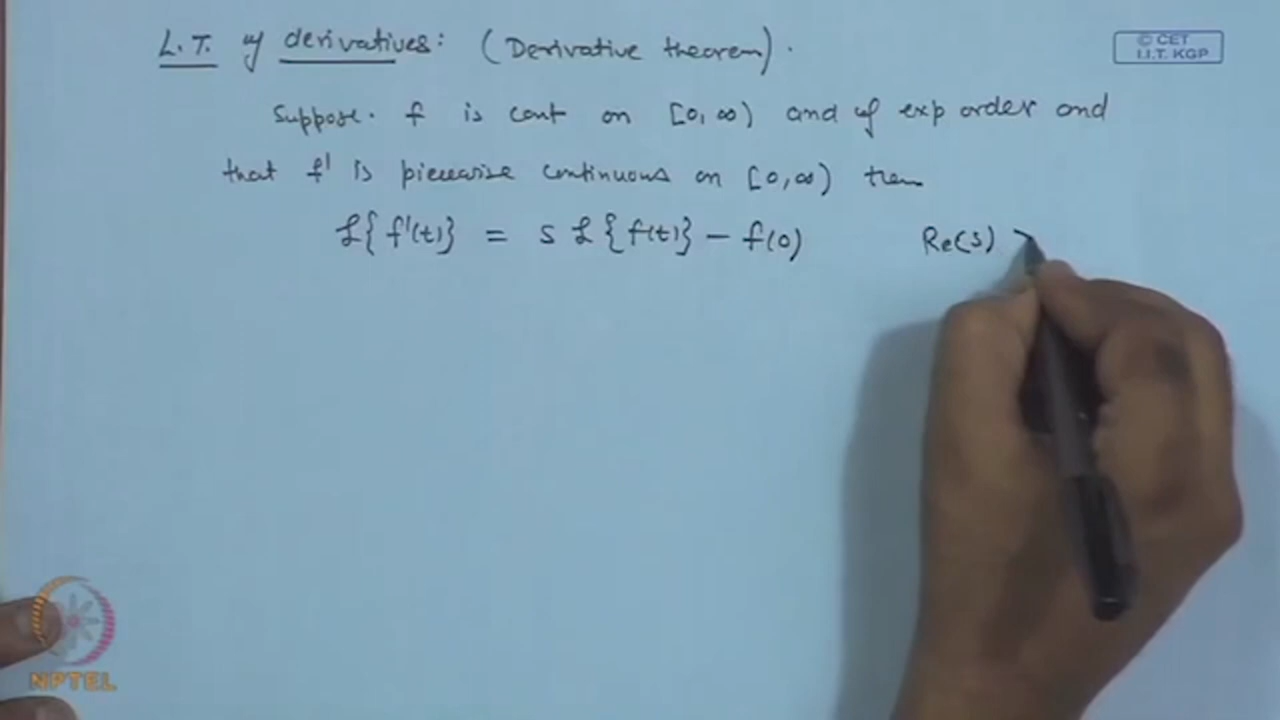 L.T. of derivatives: (Derivative theorem).
© CET
I.I.T. KGP
Suppose. f is cont on [0, ∞) and of exp order and
that f' is piecewise continuous on [0, ∞) then
ℒ{f'(t)} = s ℒ{f(t)} - f(0) Re(s) >
NPTEL